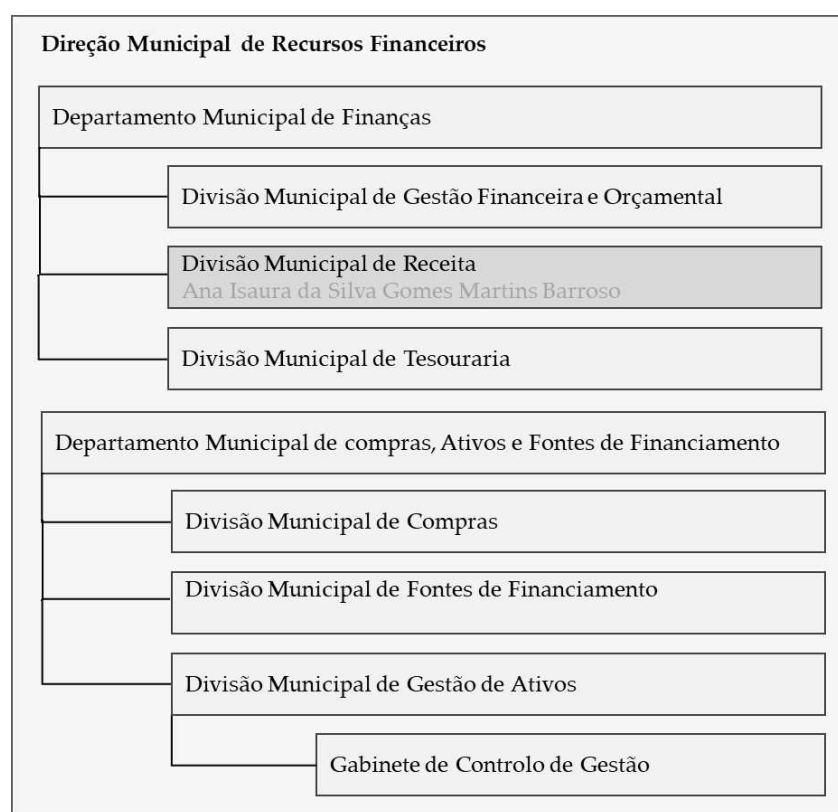 Direção Municipal de Recursos Financeiros
Departamento Municipal de Finanças
Divisão Municipal de Gestão Financeira e Orçamental
Divisão Municipal de Receita
Ana Isaura da Silva Gomes Martins Barroso
Divisão Municipal de Tesouraria
Departamento Municipal de compras, Ativos e Fontes de Financiamento
Divisão Municipal de Compras
Divisão Municipal de Fontes de Financiamento
Divisão Municipal de Gestão de Ativos
Gabinete de Controlo de Gestão